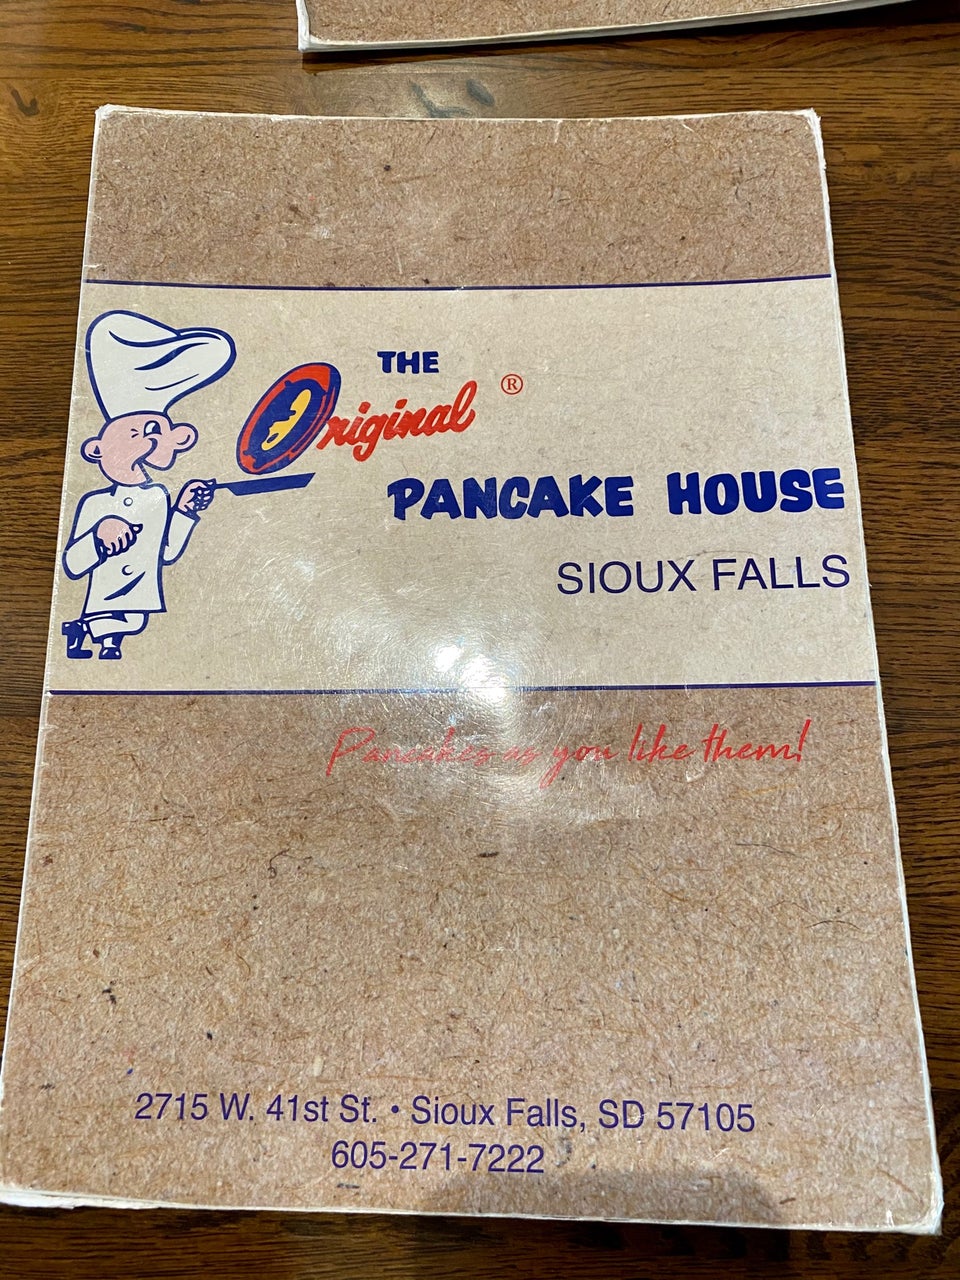 THE
Original ®
PANCAKE HOUSE
SIOUX FALLS
Pancakes as you like them!
2715 W. 41st St. • Sioux Falls, SD 57105
605-271-7222